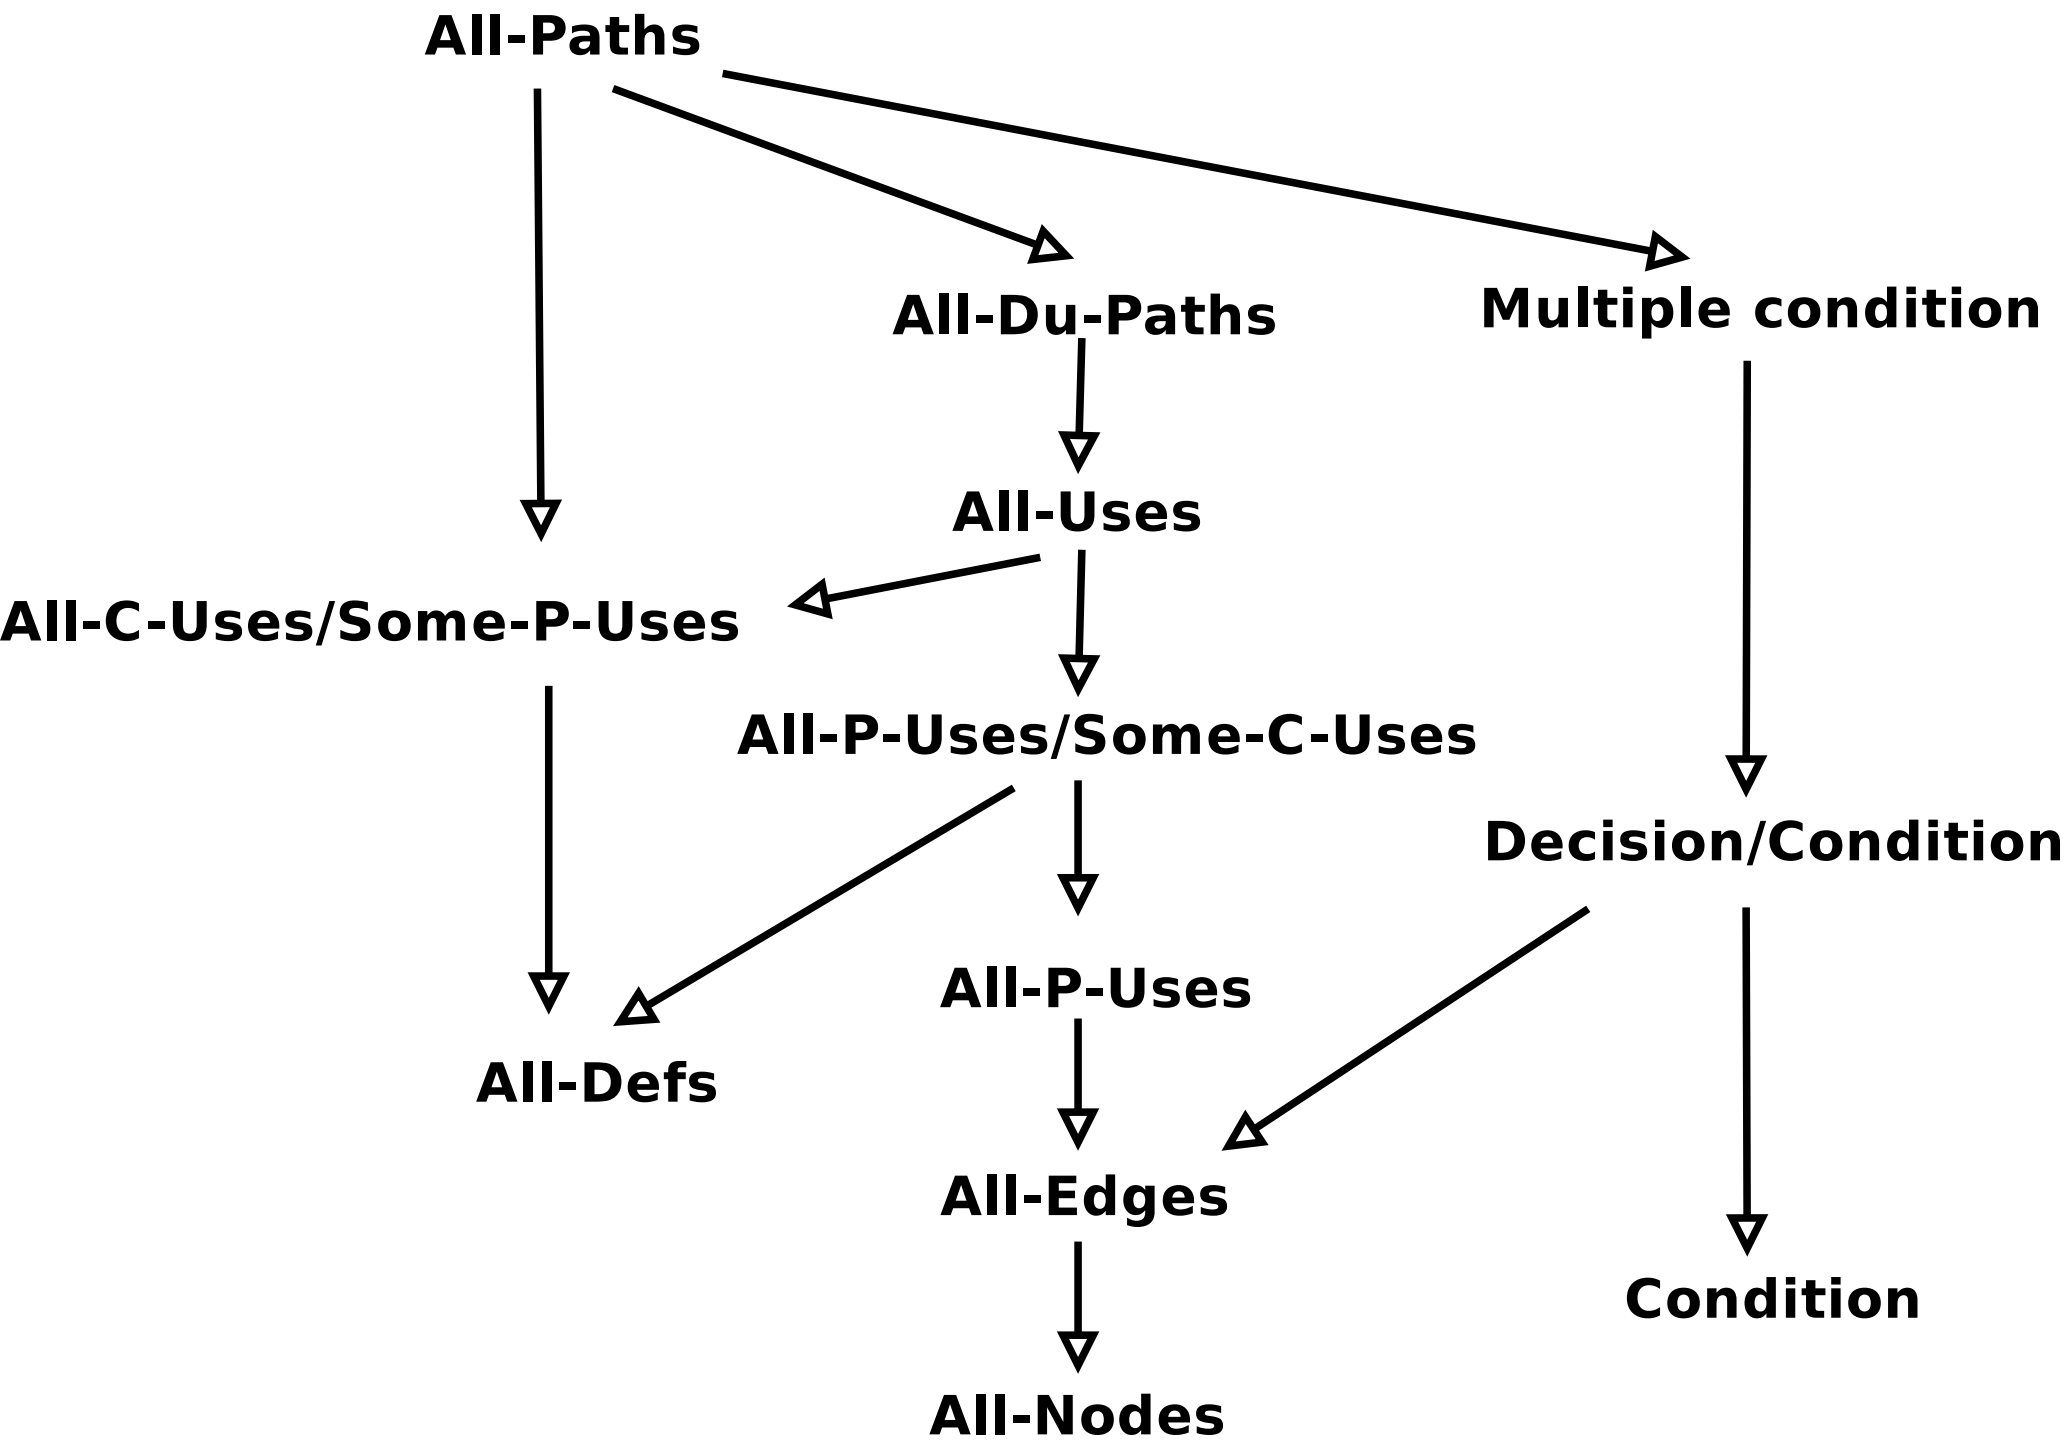 All-Paths
All-Du-Paths
Multiple condition
All-Uses
All-C-Uses/Some-P-Uses
All-P-Uses/Some-C-Uses
Decision/Condition
All-P-Uses
All-Defs
All-Edges
Condition
All-Nodes